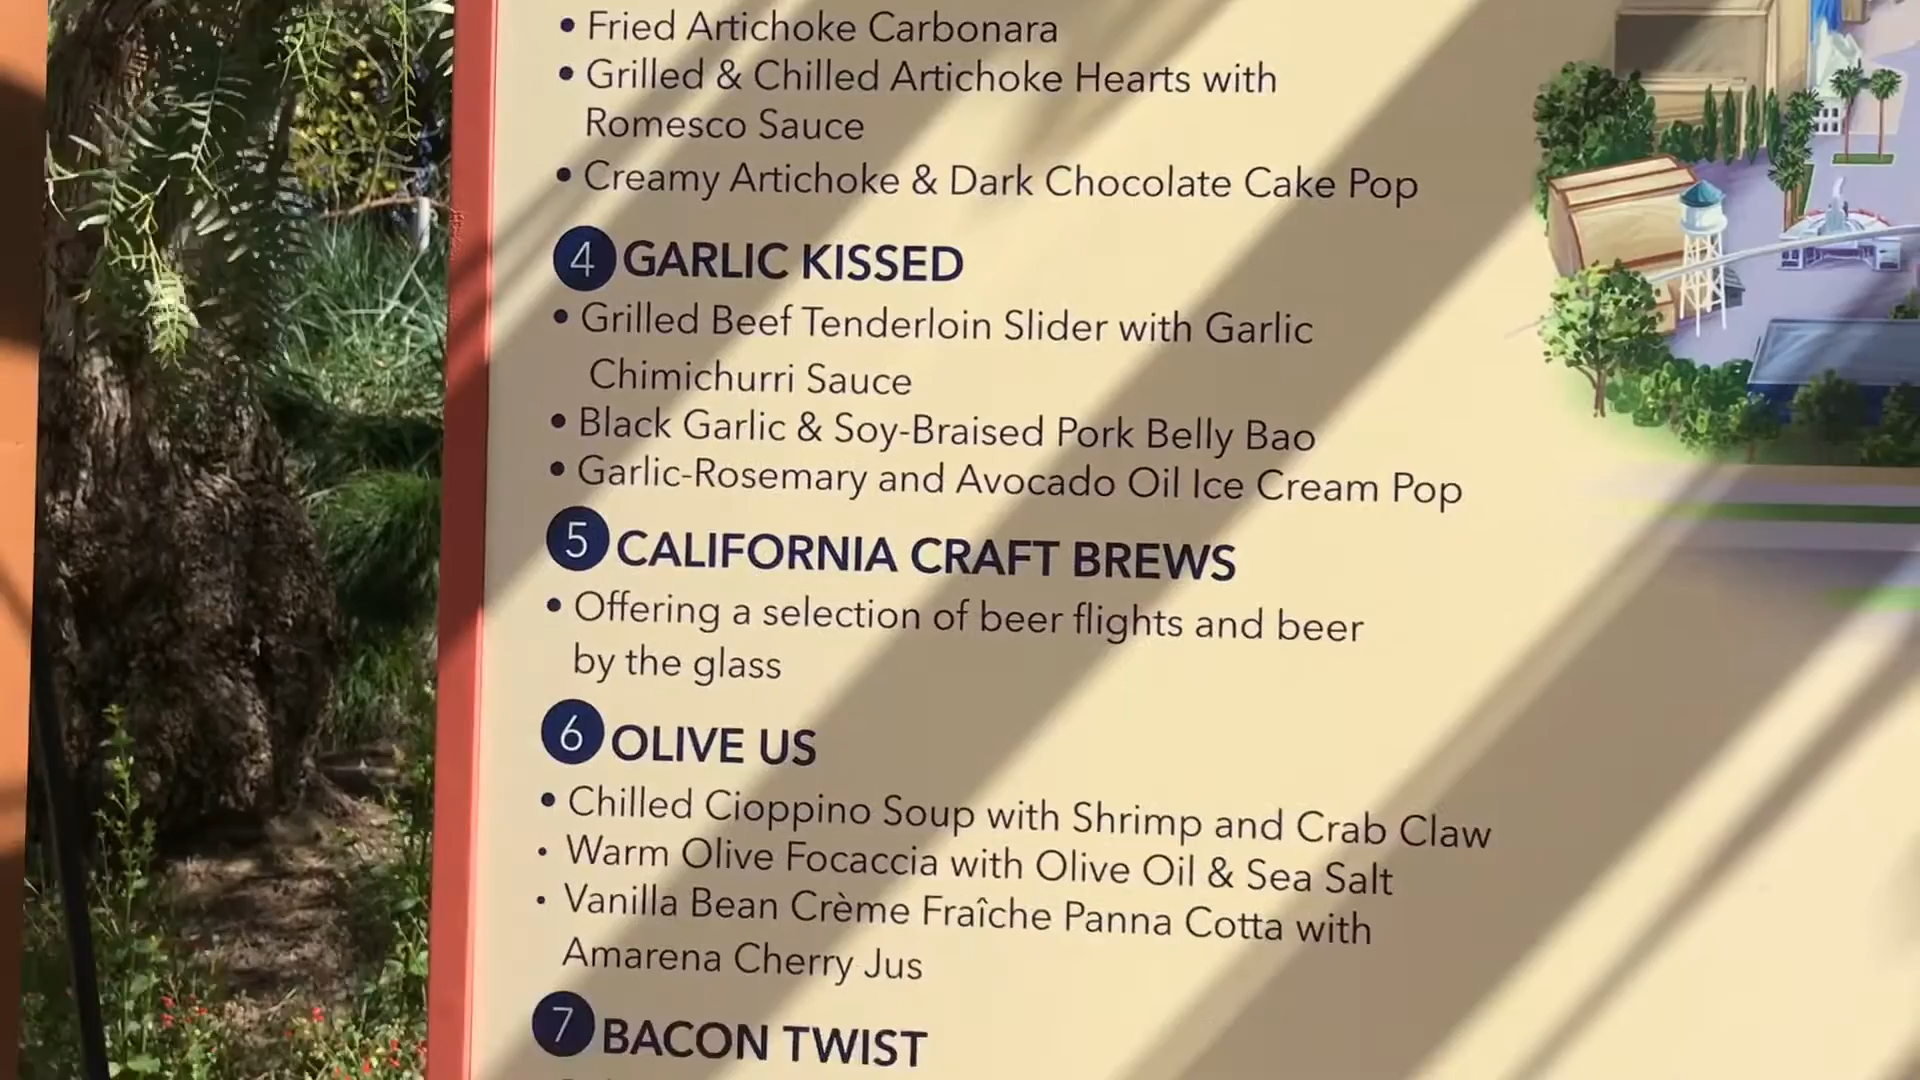 • Fried Artichoke Carbonara
• Grilled & Chilled Artichoke Hearts with
Romesco Sauce
• Creamy Artichoke & Dark Chocolate Cake Pop
4 GARLIC KISSED
• Grilled Beef Tenderloin Slider with Garlic
Chimichurri Sauce
• Black Garlic & Soy-Braised Pork Belly Bao
• Garlic-Rosemary and Avocado Oil Ice Cream Pop
5 CALIFORNIA CRAFT BREWS
• Offering a selection of beer flights and beer
by the glass
6 OLIVE US
• Chilled Cioppino Soup with Shrimp and Crab Claw
• Warm Olive Focaccia with Olive Oil & Sea Salt
• Vanilla Bean Crème Fraîche Panna Cotta with
Amarena Cherry Jus
7 BACON TWIST